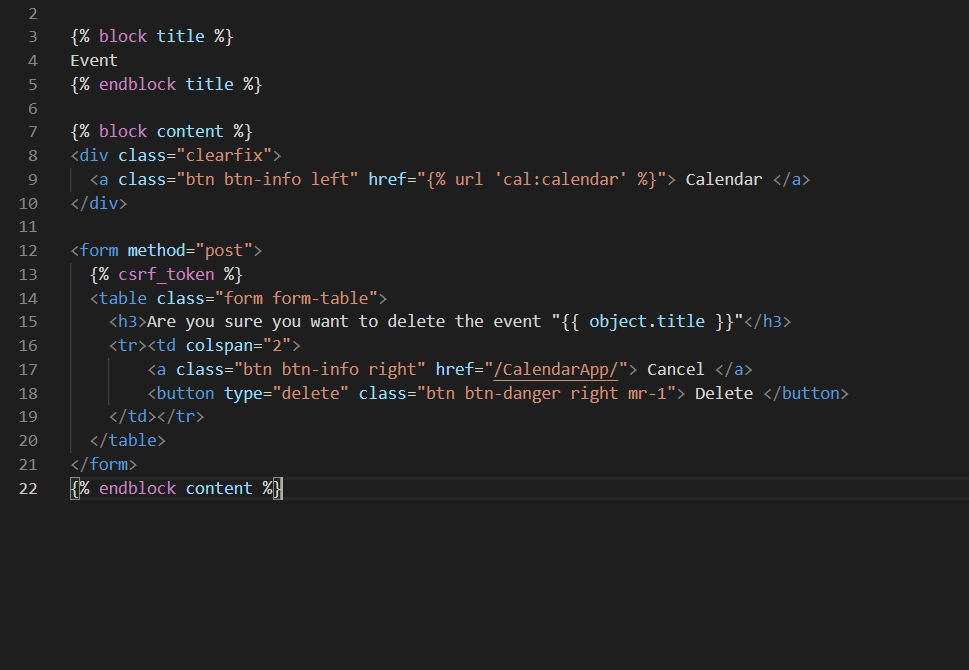 2
3 {% block title %}
4 Event
5 {% endblock title %}
6
7 {% block content %}
8 <div class="clearfix">
9   <a class="btn btn-info left" href="{% url 'cal:calendar' %}"> Calendar </a>
10 </div>
11
12 <form method="post">
13   {% csrf_token %}
14   <table class="form form-table">
15     <h3>Are you sure you want to delete the event "{{ object.title }}"</h3>
16     <tr><td colspan="2">
17         <a class="btn btn-info right" href="/CalendarApp/"> Cancel </a>
18         <button type="delete" class="btn btn-danger right mr-1"> Delete </button>
19     </td></tr>
20   </table>
21 </form>
22 {% endblock content %}